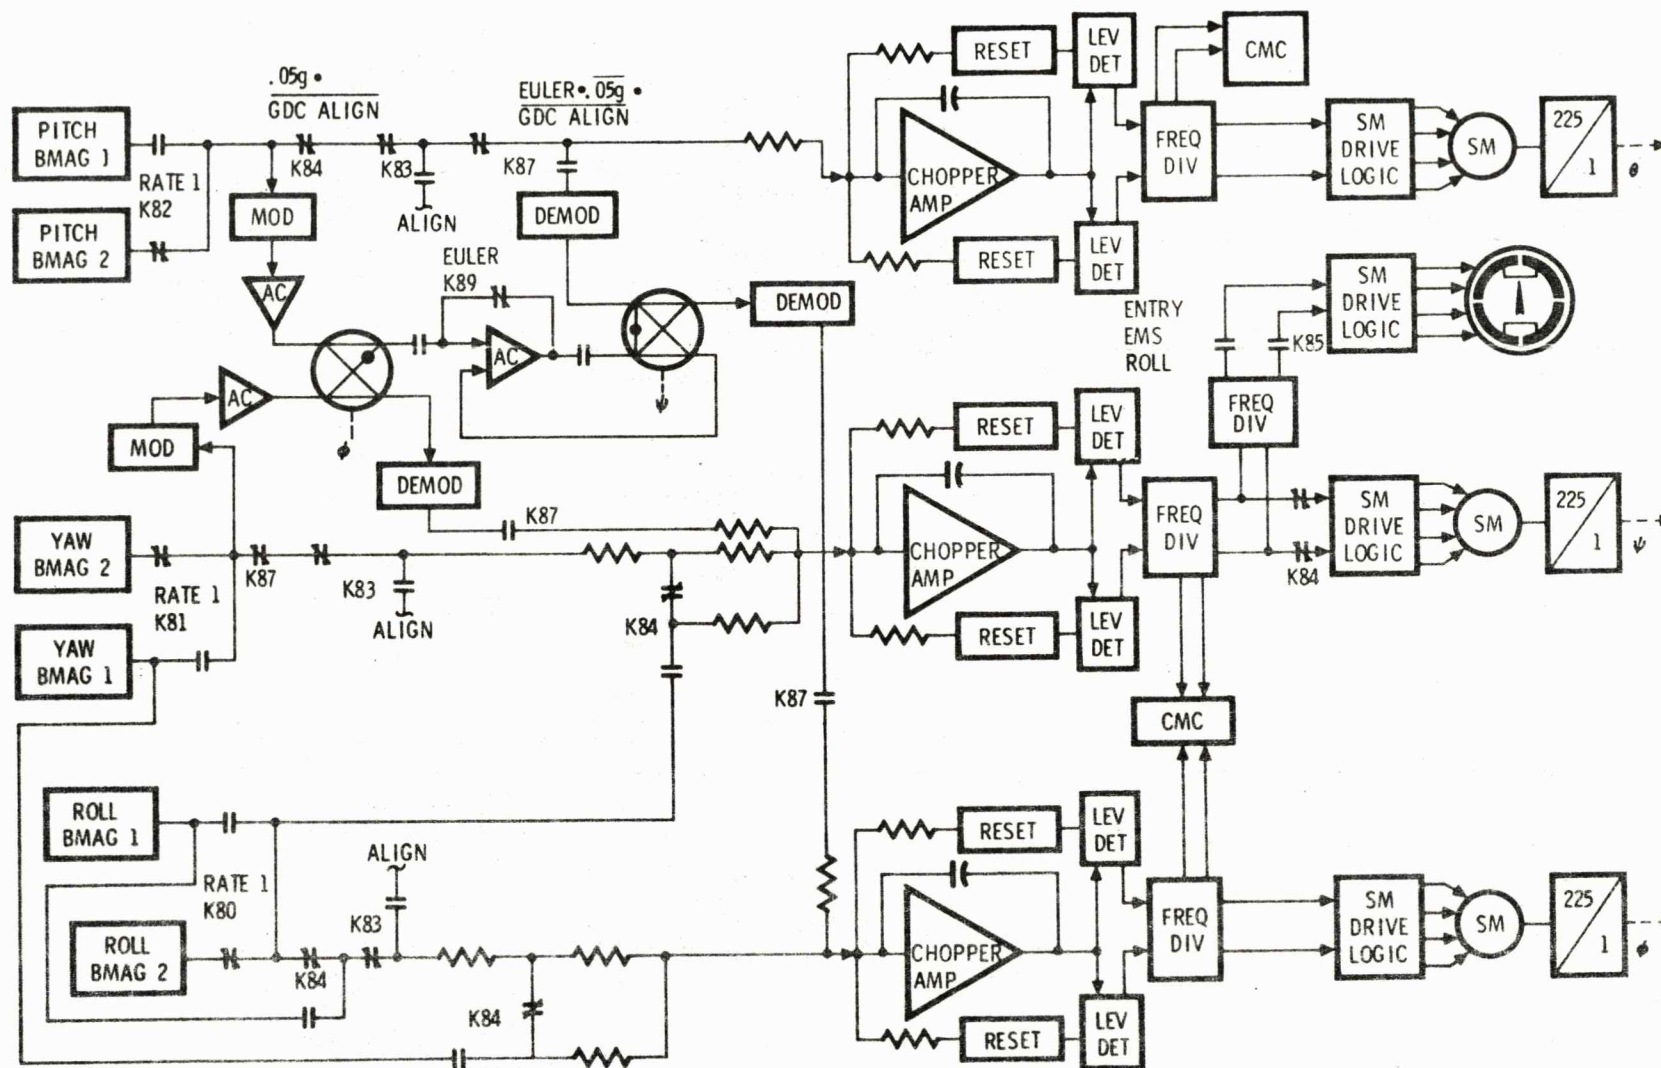 .05g •
GDC ALIGN
EULER • .05g •
GDC ALIGN
PITCH
BMAG 1
RATE 1
K82
PITCH
BMAG 2
K84
K83
ALIGN
K87
MOD
DEMOD
AC
EULER
K89
AC
DEMOD
AC
MOD
ϕ
ψ
DEMOD
K87
YAW
BMAG 2
RATE 1
K81
K87
K83
ALIGN
K84
YAW
BMAG 1
K87
ROLL
BMAG 1
RATE 1
K80
ALIGN
K83
ROLL
BMAG 2
K84
K84
RESET
LEV
DET
CMC
CHOPPER
AMP
FREQ
DIV
SM
DRIVE
LOGIC
SM
225
1
θ
RESET
LEV
DET
ENTRY
EMS
ROLL
K85
SM
DRIVE
LOGIC
FREQ
DIV
RESET
LEV
DET
CHOPPER
AMP
FREQ
DIV
K84
SM
DRIVE
LOGIC
SM
225
1
ψ
RESET
LEV
DET
CMC
RESET
LEV
DET
CHOPPER
AMP
FREQ
DIV
SM
DRIVE
LOGIC
SM
225
1
ϕ
RESET
LEV
DET